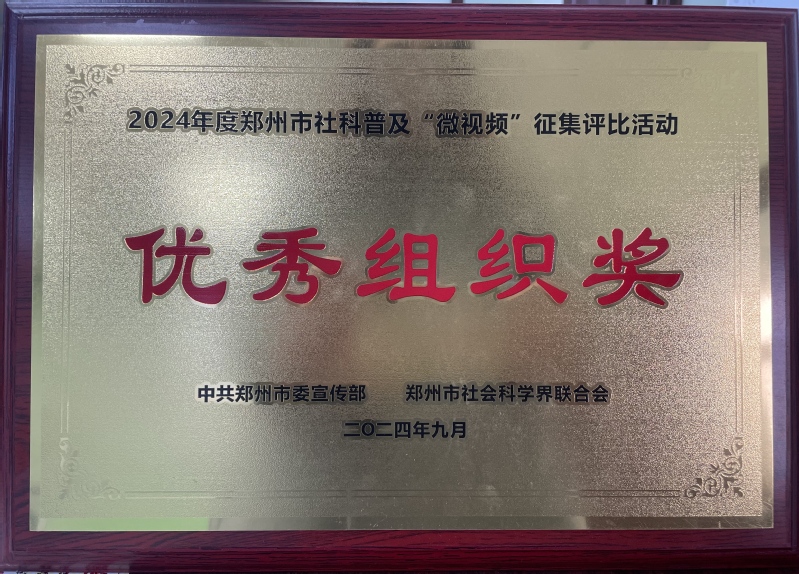 2024年度郑州市社科普及“微视频”征集评比活动
优秀组织奖
中共郑州市委宣传部 郑州市社会科学界联合会
二〇二四年九月